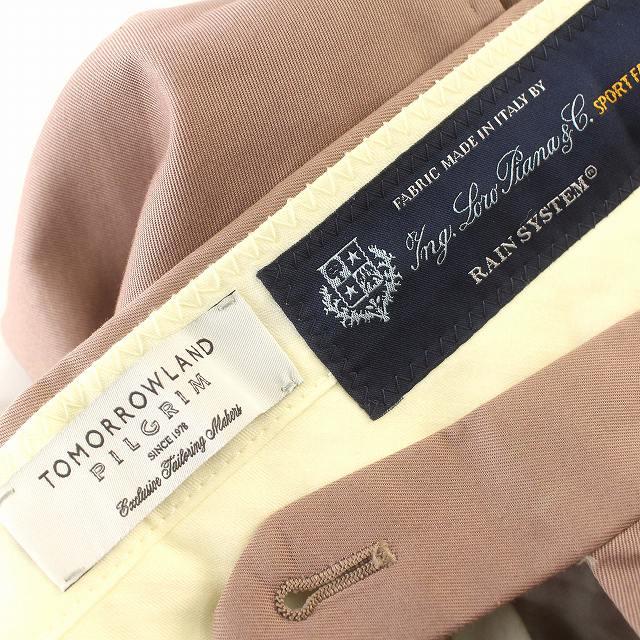 FABRIC MADE IN ITALY BY
Ing. Loro Piana & C. SPORT
RAIN SYSTEM®
TOMORROWLAND
PILGRIM
SINCE 1978
Exclusive Tailoring Makers